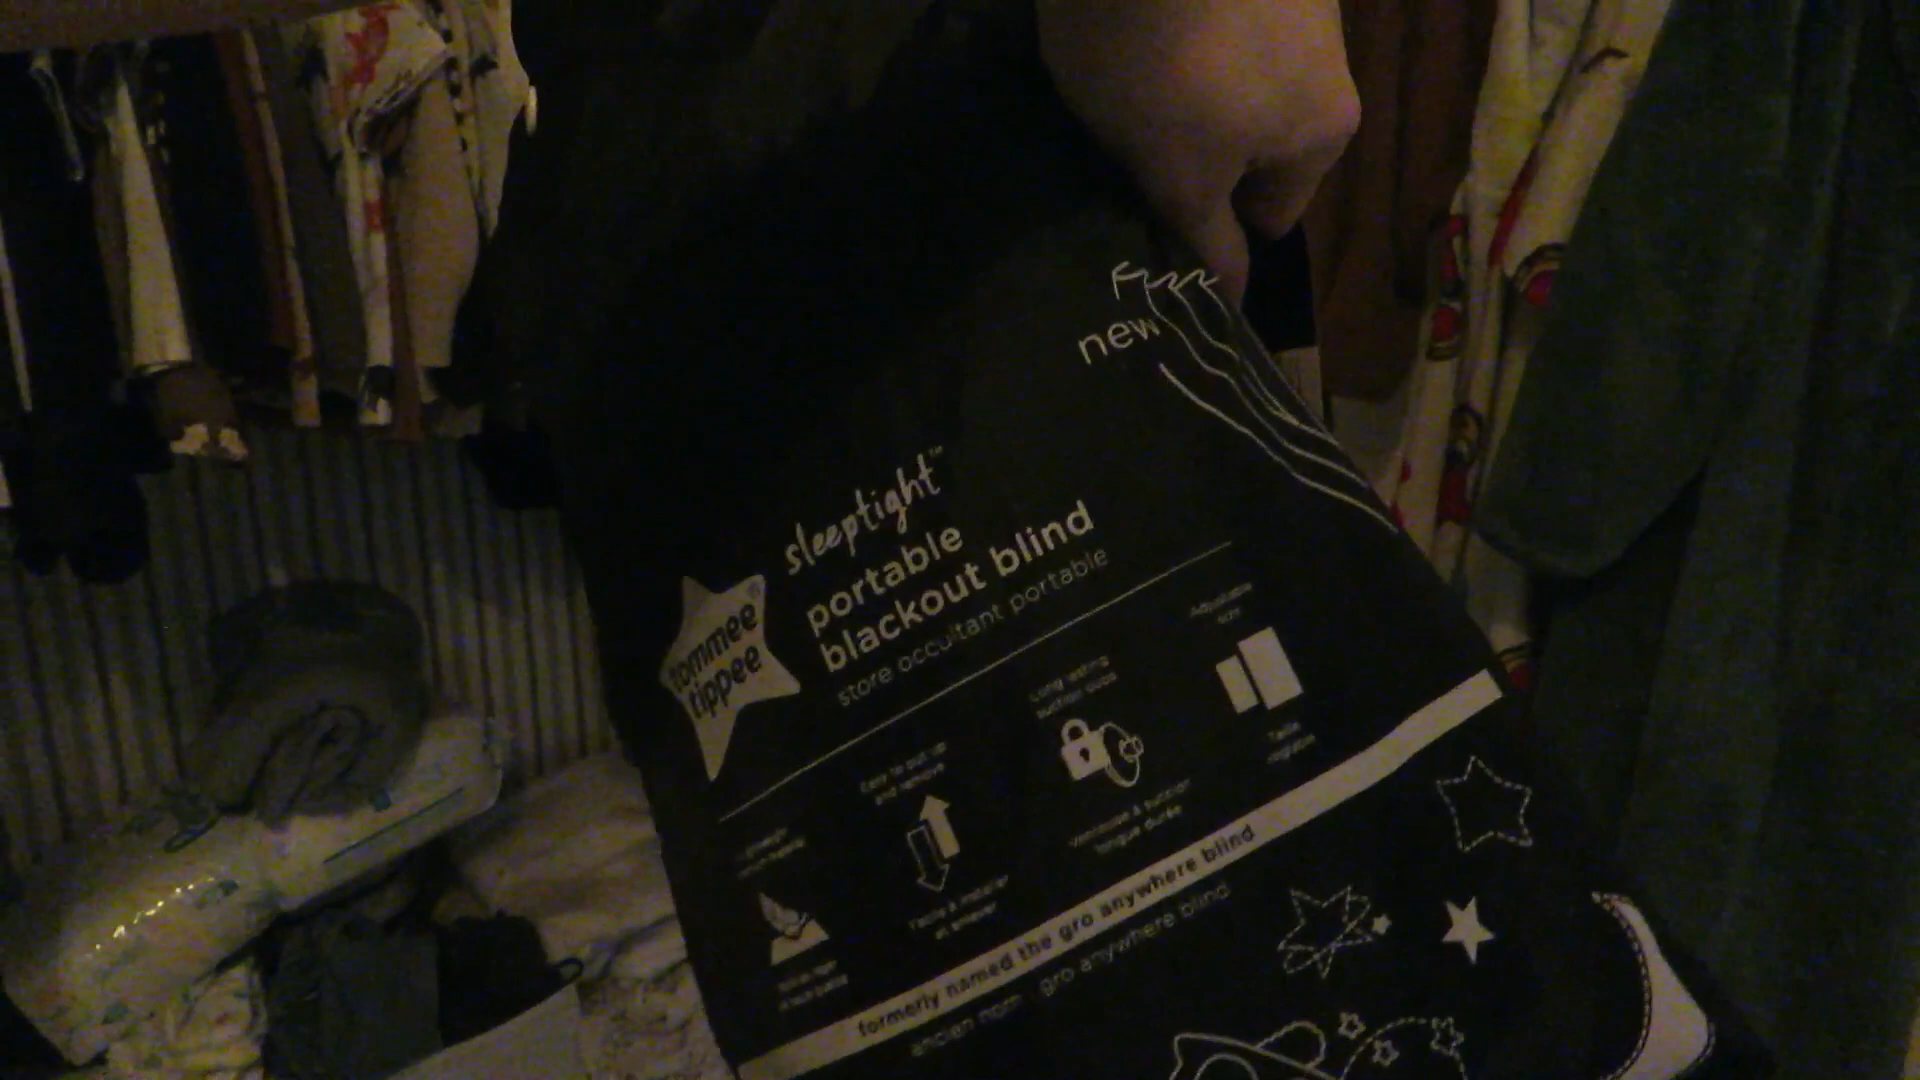 new
sleeptight™
portable
blackout blind
store occultant portable
tommee®
tippee
Adjustable
size
Long lasting
suction cups
Easy to put up
and remove
Taille
réglable
Ventouse à succion
longue durée
Facile à installer
et enlever
formerly named the gro anywhere blind
ancien nom : gro anywhere blind